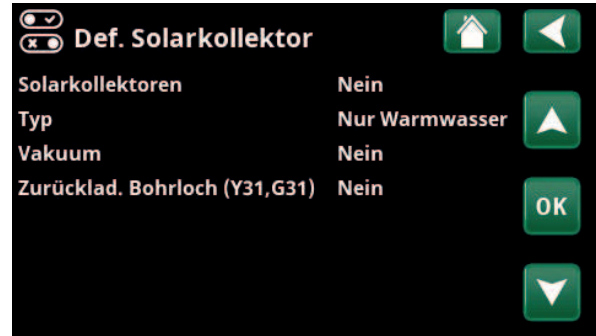 Def. Solarkollektor
Solarkollektoren Nein
Typ Nur Warmwasser
Vakuum Nein
Zurücklad. Bohrloch (Y31,G31) Nein
OK